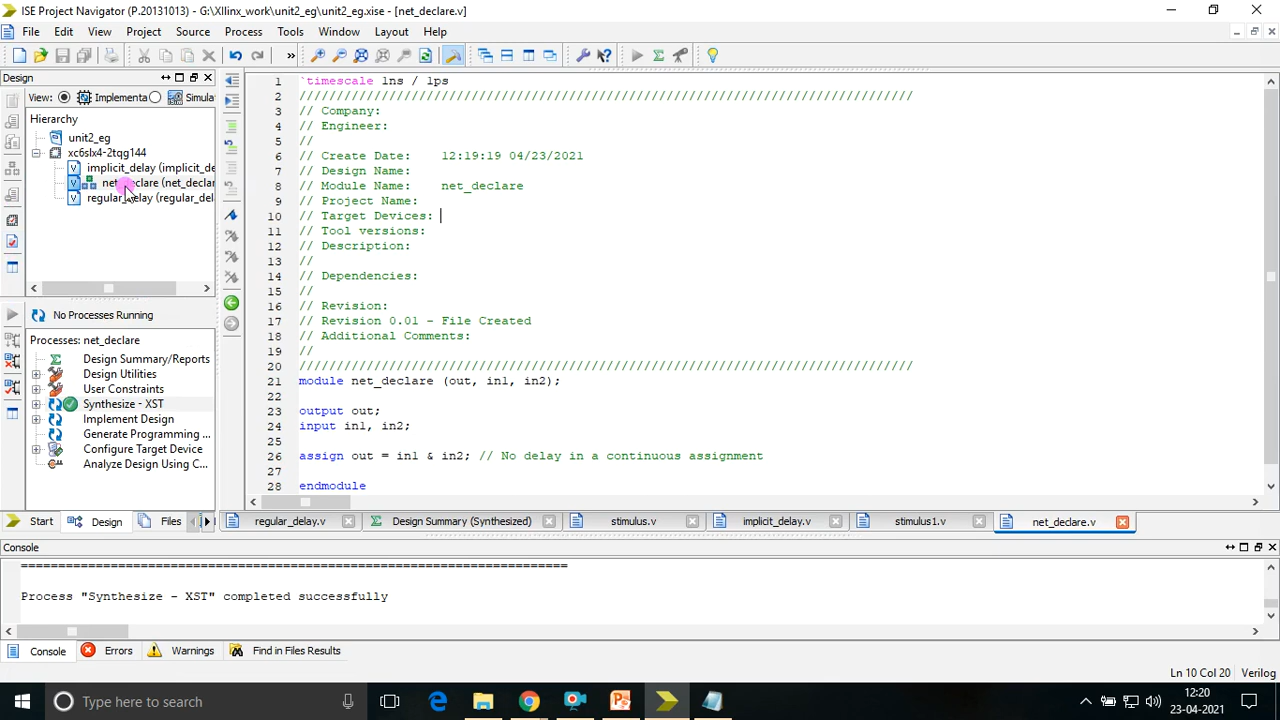 ISE Project Navigator (P.20131013) - G:\XIlinx_work\unit2_eg\unit2_eg.xise - [net_declare.v]
File Edit View Project Source Process Tools Window Layout Help
»
Design
View: Implementa Simula
Hierarchy
unit2_eg
xc6slx4-2tqg144
implicit_delay (implicit_de
net_declare (net_declar
regular_delay (regular_del
No Processes Running
Processes: net_declare
Design Summary/Reports
Design Utilities
User Constraints
Synthesize - XST
Implement Design
Generate Programming ...
Configure Target Device
Analyze Design Using C...
Start Design Files
1 `timescale 1ns / 1ps
2 //////////////////////////////////////////////////////////////////////////////////
3 // Company:
4 // Engineer:
5 //
6 // Create Date:    12:19:19 04/23/2021
7 // Design Name:
8 // Module Name:    net_declare
9 // Project Name:
10 // Target Devices:
11 // Tool versions:
12 // Description:
13 //
14 // Dependencies:
15 //
16 // Revision:
17 // Revision 0.01 - File Created
18 // Additional Comments:
19 //
20 //////////////////////////////////////////////////////////////////////////////////
21 module net_declare (out, in1, in2);
22
23 output out;
24 input in1, in2;
25
26 assign out = in1 & in2; // No delay in a continuous assignment
27
28 endmodule
regular_delay.v Design Summary (Synthesized) stimulus.v implicit_delay.v stimulus1.v net_declare.v
Console
=========================================================================
Process "Synthesize - XST" completed successfully
Console Errors Warnings Find in Files Results
Ln 10 Col 20 Verilog
Type here to search
12:20
23-04-2021